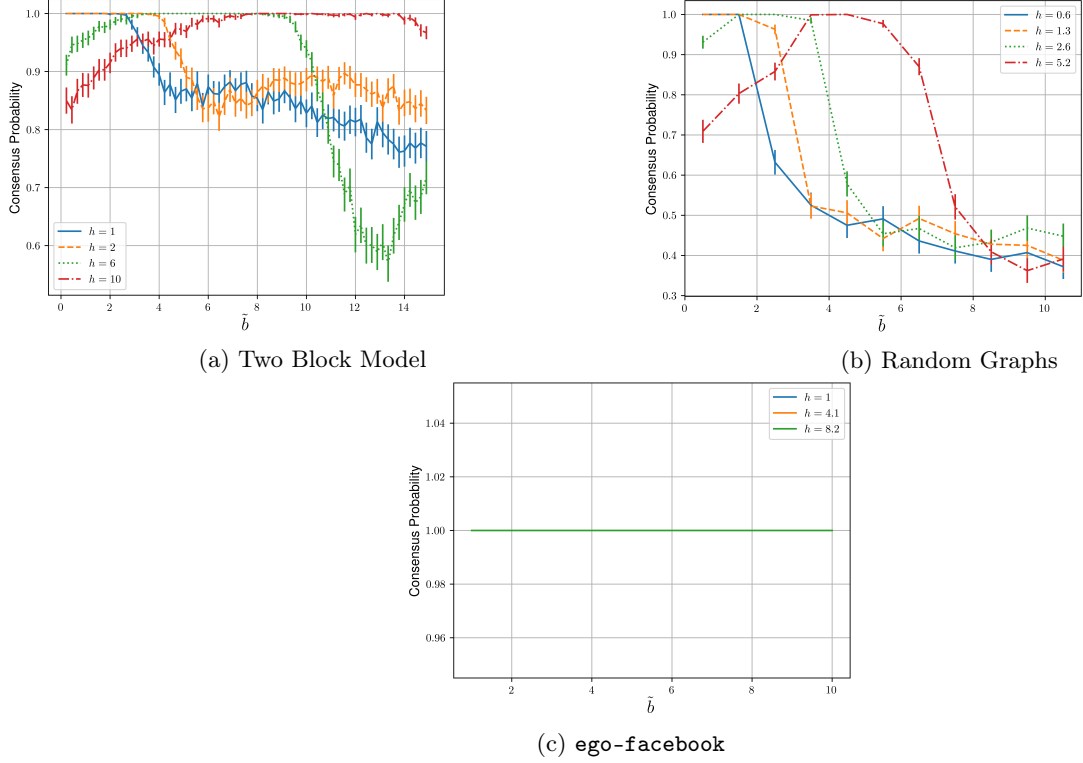 1.0
0.9
0.8
0.7
0.6
Consensus Probability
h = 1
h = 2
h = 6
h = 10
0 2 4 6 8 10 12 14
b̃
(a) Two Block Model
1.0
0.9
0.8
0.7
0.6
0.5
0.4
0.3
Consensus Probability
h = 0.6
h = 1.3
h = 2.6
h = 5.2
0 2 4 6 8 10
b̃
(b) Random Graphs
1.04
1.02
1.00
0.98
0.96
Consensus Probability
h = 1
h = 4.1
h = 8.2
2 4 6 8 10
b̃
(c) ego-facebook